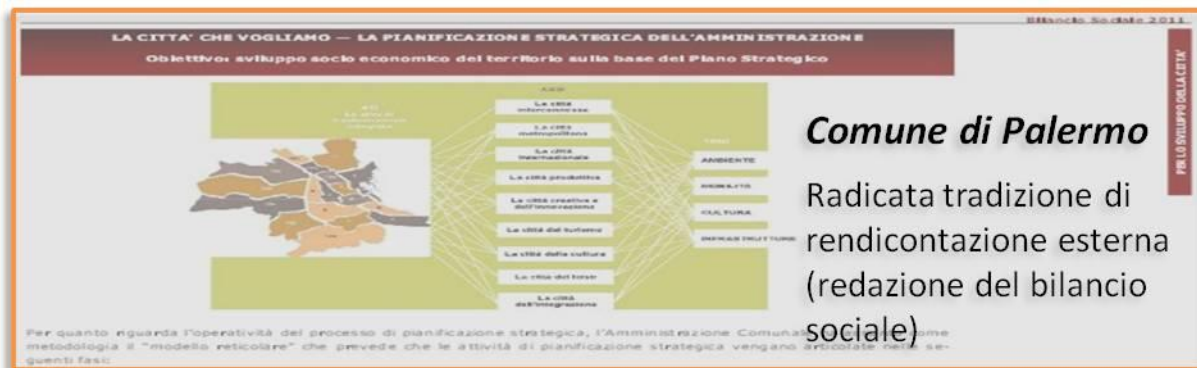 Bilancio Sociale 2011
LA CITTA' CHE VOGLIAMO — LA PIANIFICAZIONE STRATEGICA DELL'AMMINISTRAZIONE
Obiettivo: sviluppo socio economico del territorio sulla base del Piano Strategico
PER LO SVILUPPO DELLA CITTA'
La città interconnessa
La città metropolitana
La città internazionale
La città produttiva
La città creativa e dell'innovazione
La città del turismo
La città della cultura
La città
La città dell'integrazione
AMBIENTE
MOBILITÀ
CULTURA
INFRASTRUTTURE
Comune di Palermo
Radicata tradizione di
rendicontazione esterna
(redazione del bilancio
sociale)
Per quanto riguarda l'operatività del processo di pianificazione strategica, l'Amministrazione Comunale come
metodologia il "modello reticolare" che prevede che le attività di pianificazione strategica vengano articolate nelle se-
guenti fasi: